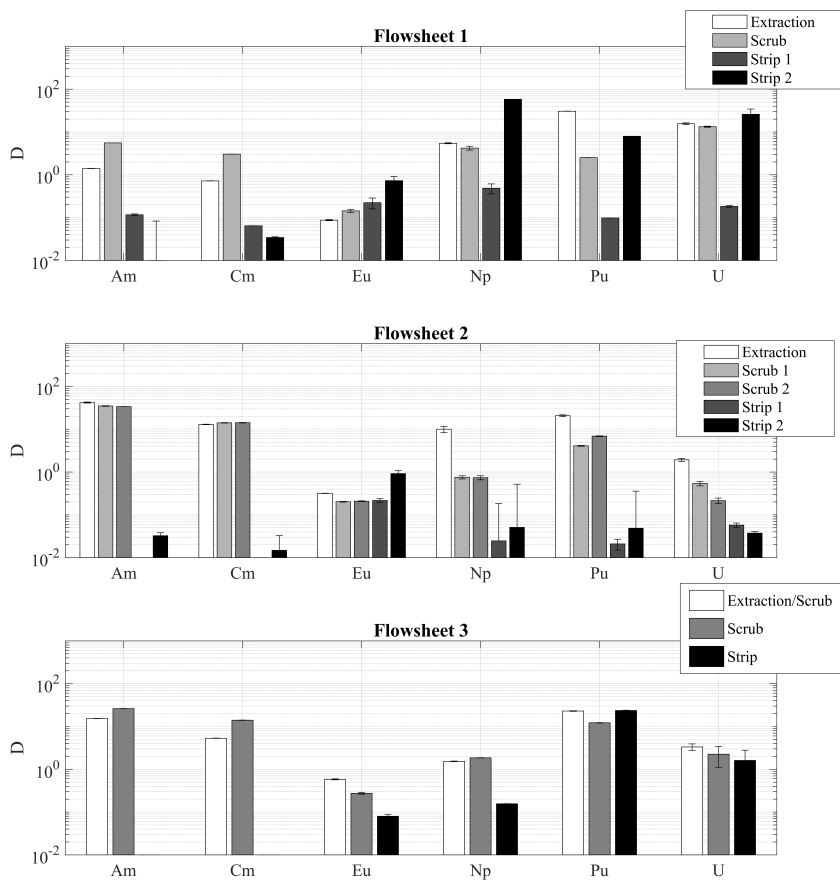 Flowsheet 1
Extraction
Scrub
Strip 1
Strip 2
D
10^2
10^0
10^-2
Am Cm Eu Np Pu U
Flowsheet 2
Extraction
Scrub 1
Scrub 2
Strip 1
Strip 2
D
10^2
10^0
10^-2
Am Cm Eu Np Pu U
Flowsheet 3
Extraction/Scrub
Scrub
Strip
D
10^2
10^0
10^-2
Am Cm Eu Np Pu U